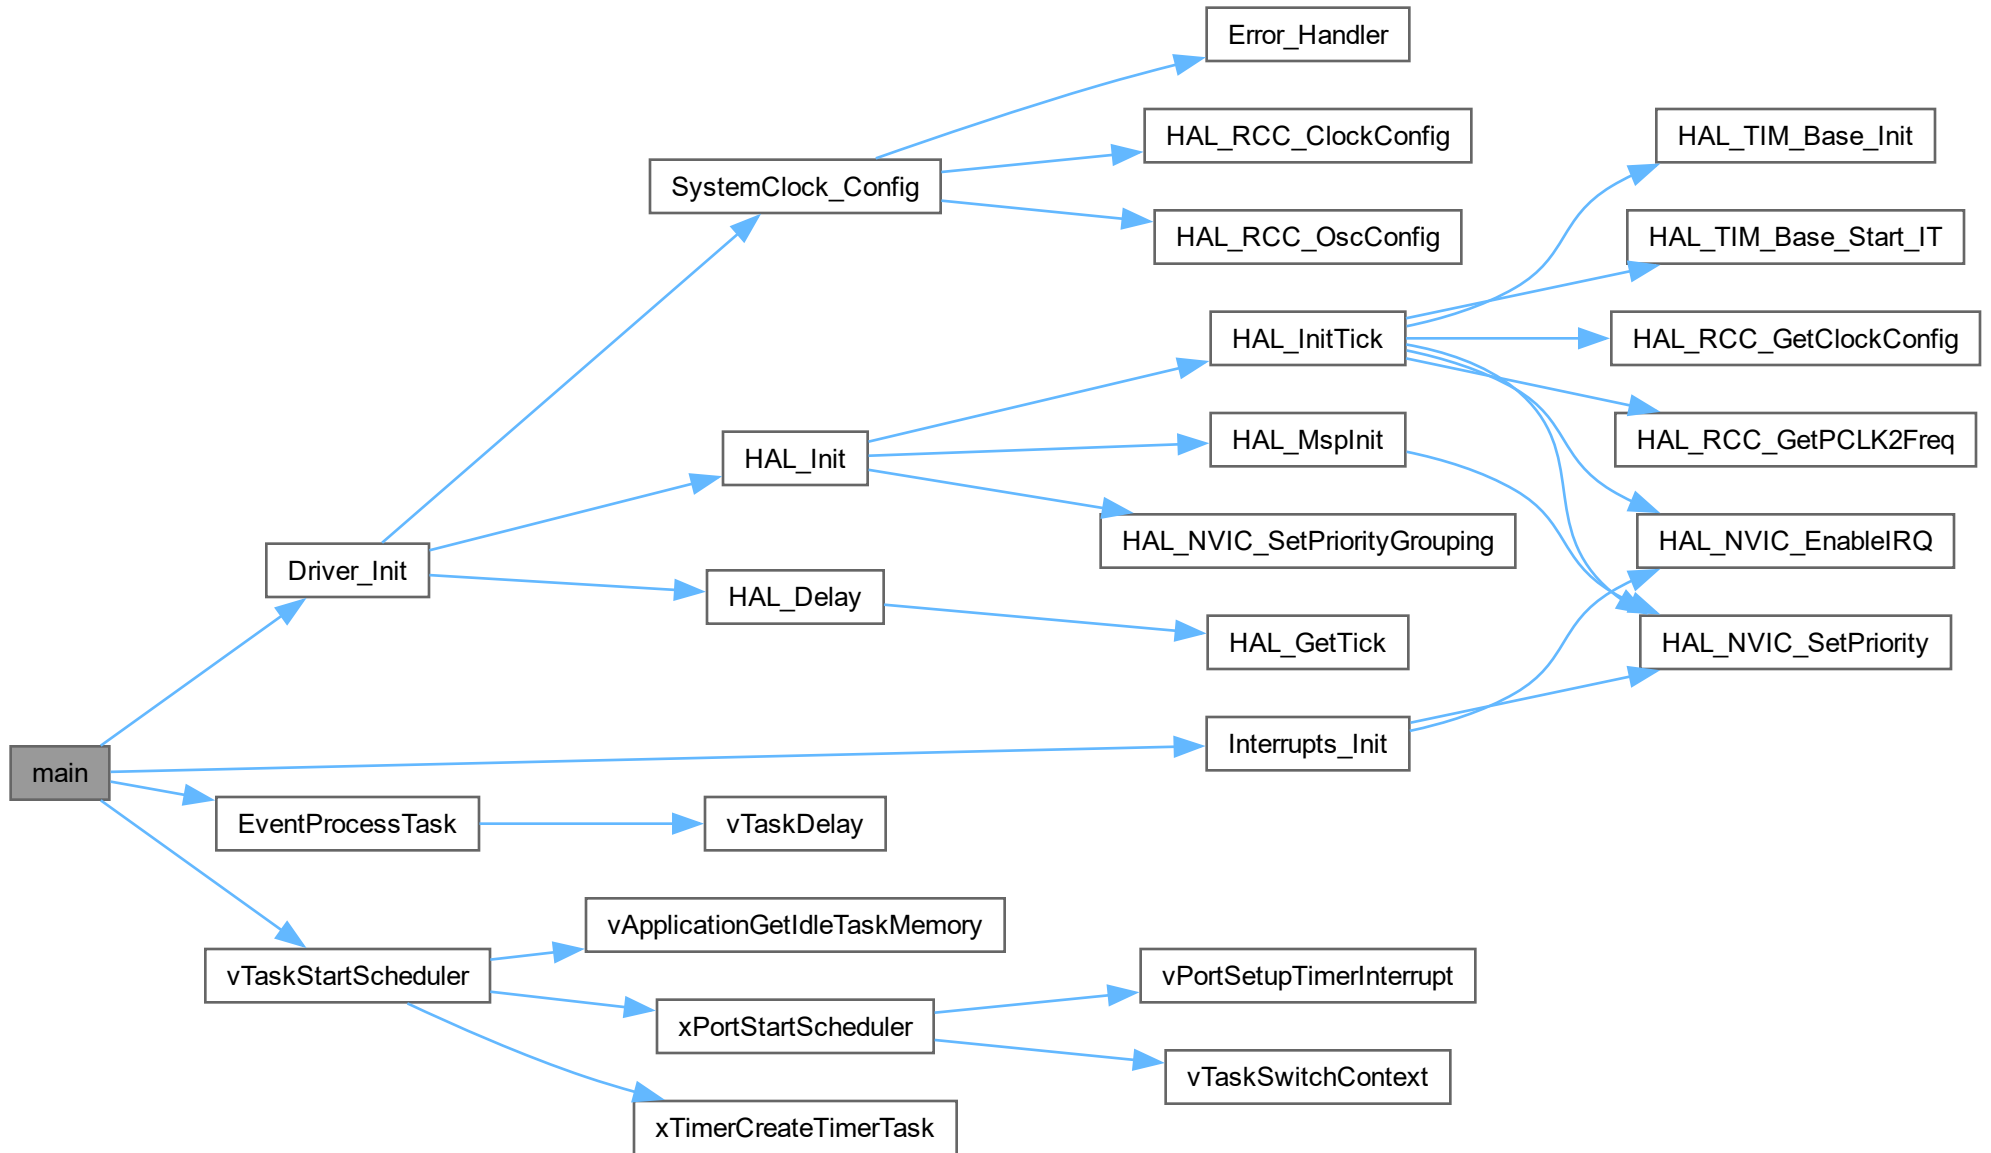 Error_Handler
HAL_RCC_ClockConfig
HAL_TIM_Base_Init
SystemClock_Config
HAL_RCC_OscConfig
HAL_TIM_Base_Start_IT
HAL_InitTick
HAL_RCC_GetClockConfig
HAL_Init
HAL_MspInit
HAL_RCC_GetPCLK2Freq
HAL_NVIC_SetPriorityGrouping
HAL_NVIC_EnableIRQ
Driver_Init
HAL_Delay
HAL_GetTick
HAL_NVIC_SetPriority
Interrupts_Init
main
EventProcessTask
vTaskDelay
vApplicationGetIdleTaskMemory
vTaskStartScheduler
vPortSetupTimerInterrupt
xPortStartScheduler
vTaskSwitchContext
xTimerCreateTimerTask